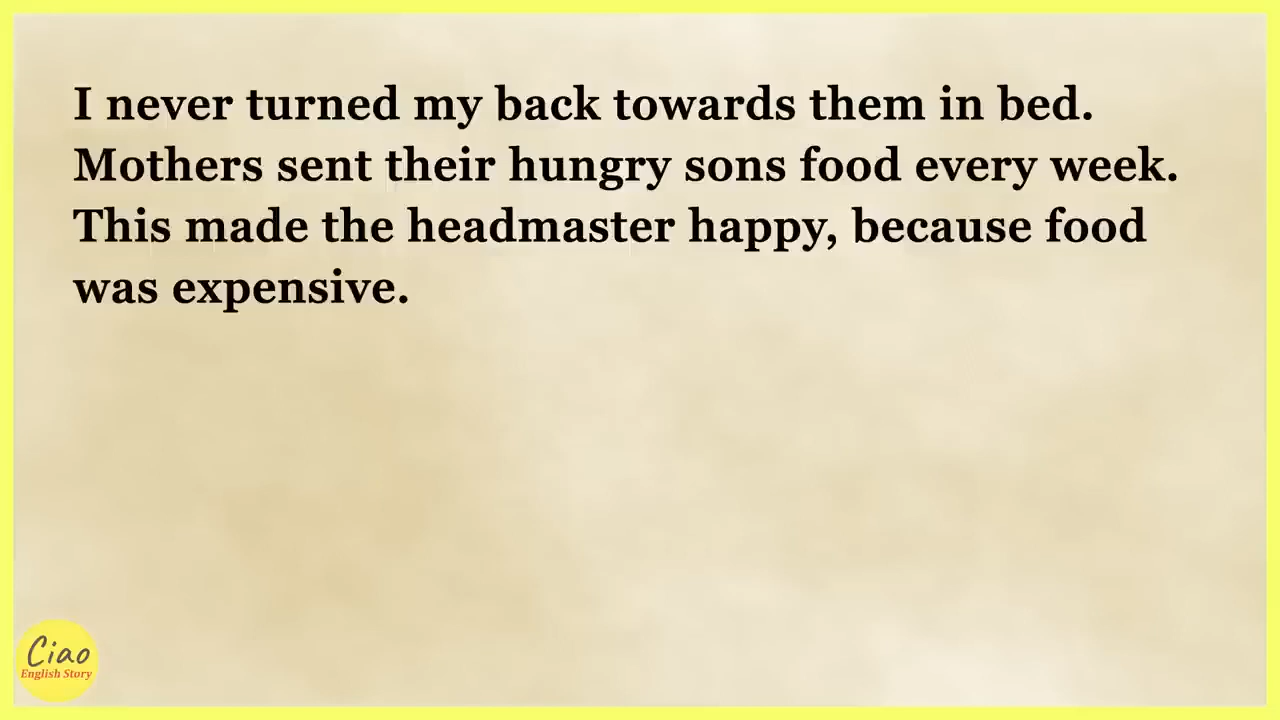 I never turned my back towards them in bed.
Mothers sent their hungry sons food every week.
This made the headmaster happy, because food
was expensive.
Ciao
English Story